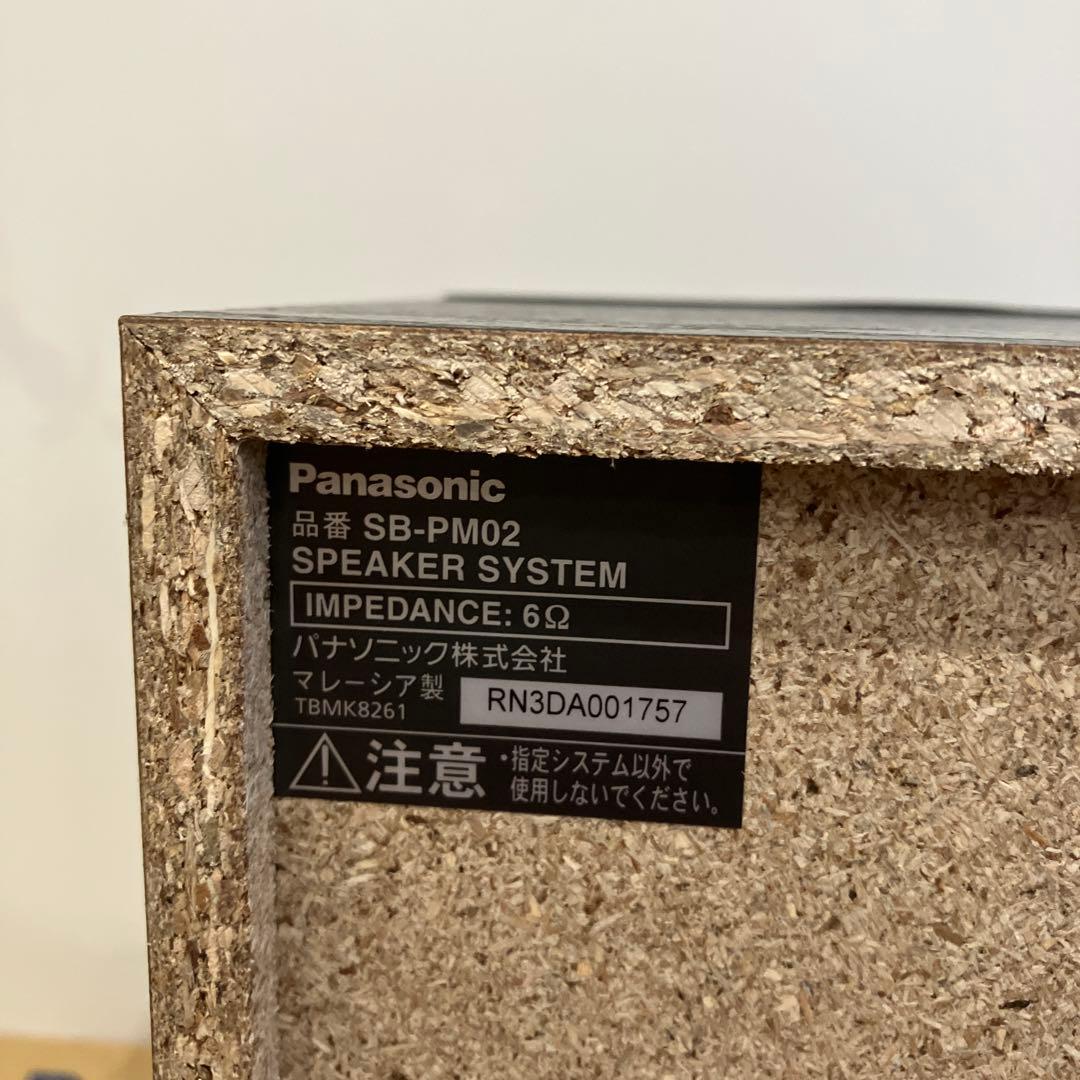 Panasonic
品番 SB-PM02
SPEAKER SYSTEM
IMPEDANCE: 6Ω
パナソニック株式会社
マレーシア製
TBMK8261
RN3DA001757
注意
・指定システム以外で
使用しないでください。